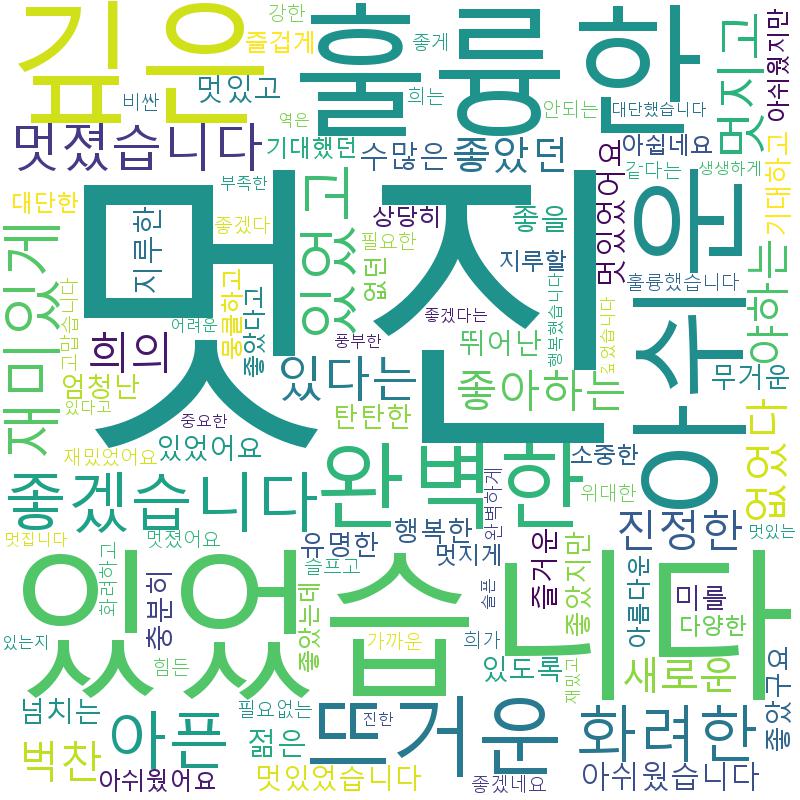 강한
좋게
깊은
훌륭한
즐겁게
비싼
멋있고
희는
안되는
대단했습니다
멋지고
아쉬웠지만
역은
멋졌습니다
기대했던
수많은
좋았던
아쉽네요
멋있었어요
같다는
생생하게
기대하고
부족한
대단한
멋진
지루한
좋겠다
있었고
상당히
좋을
아쉬운
필요한
없던
지루할
훌륭했습니다
야하는
재미있게
고맙습니다
뭉클하고
좋았다고
어려운
좋겠다는
행복했습니다
깊었습니다
희의
풍부한
뛰어난
무거운
엄청난
있다는
좋아하는
있다고
탄탄한
중요한
없었다
재밌었어요
있었어요
완벽한
소중한
좋겠습니다
완벽하게
위대한
진정한
멋있는
멋집니다
멋졌어요
유명한
행복한
멋지게
즐거운
좋았지만
화려하고
슬프고
있었습니다
충분히
좋았는데
슬픈
아름다운
미를
다양한
있는지
가까운
희가
힘든
있도록
재밌고
새로운
좋았구요
넘치는
아픈
필요없는
진한
뜨거운
화려한
벅찬
젊은
아쉬웠어요
멋있었습니다
좋겠네요
아쉬웠습니다